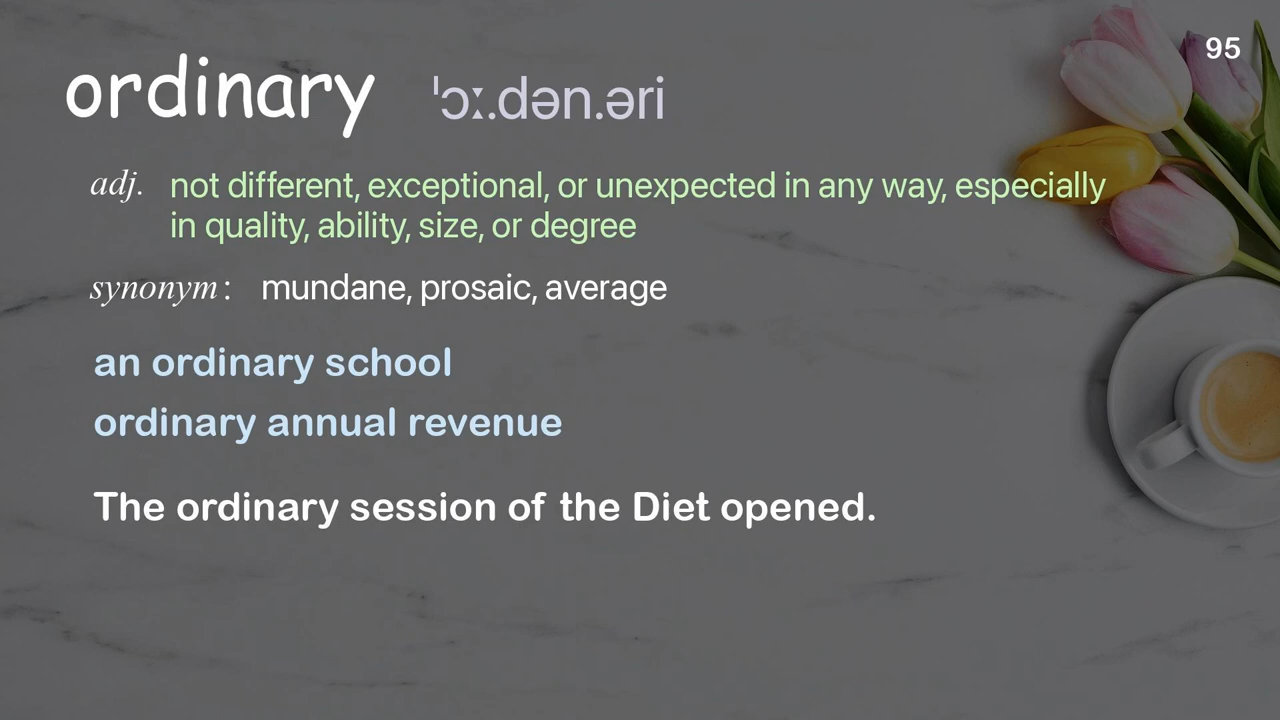 95
ordinary ˈɔː.dən.əri
adj. not different, exceptional, or unexpected in any way, especially
in quality, ability, size, or degree
synonym: mundane, prosaic, average
an ordinary school
ordinary annual revenue
The ordinary session of the Diet opened.